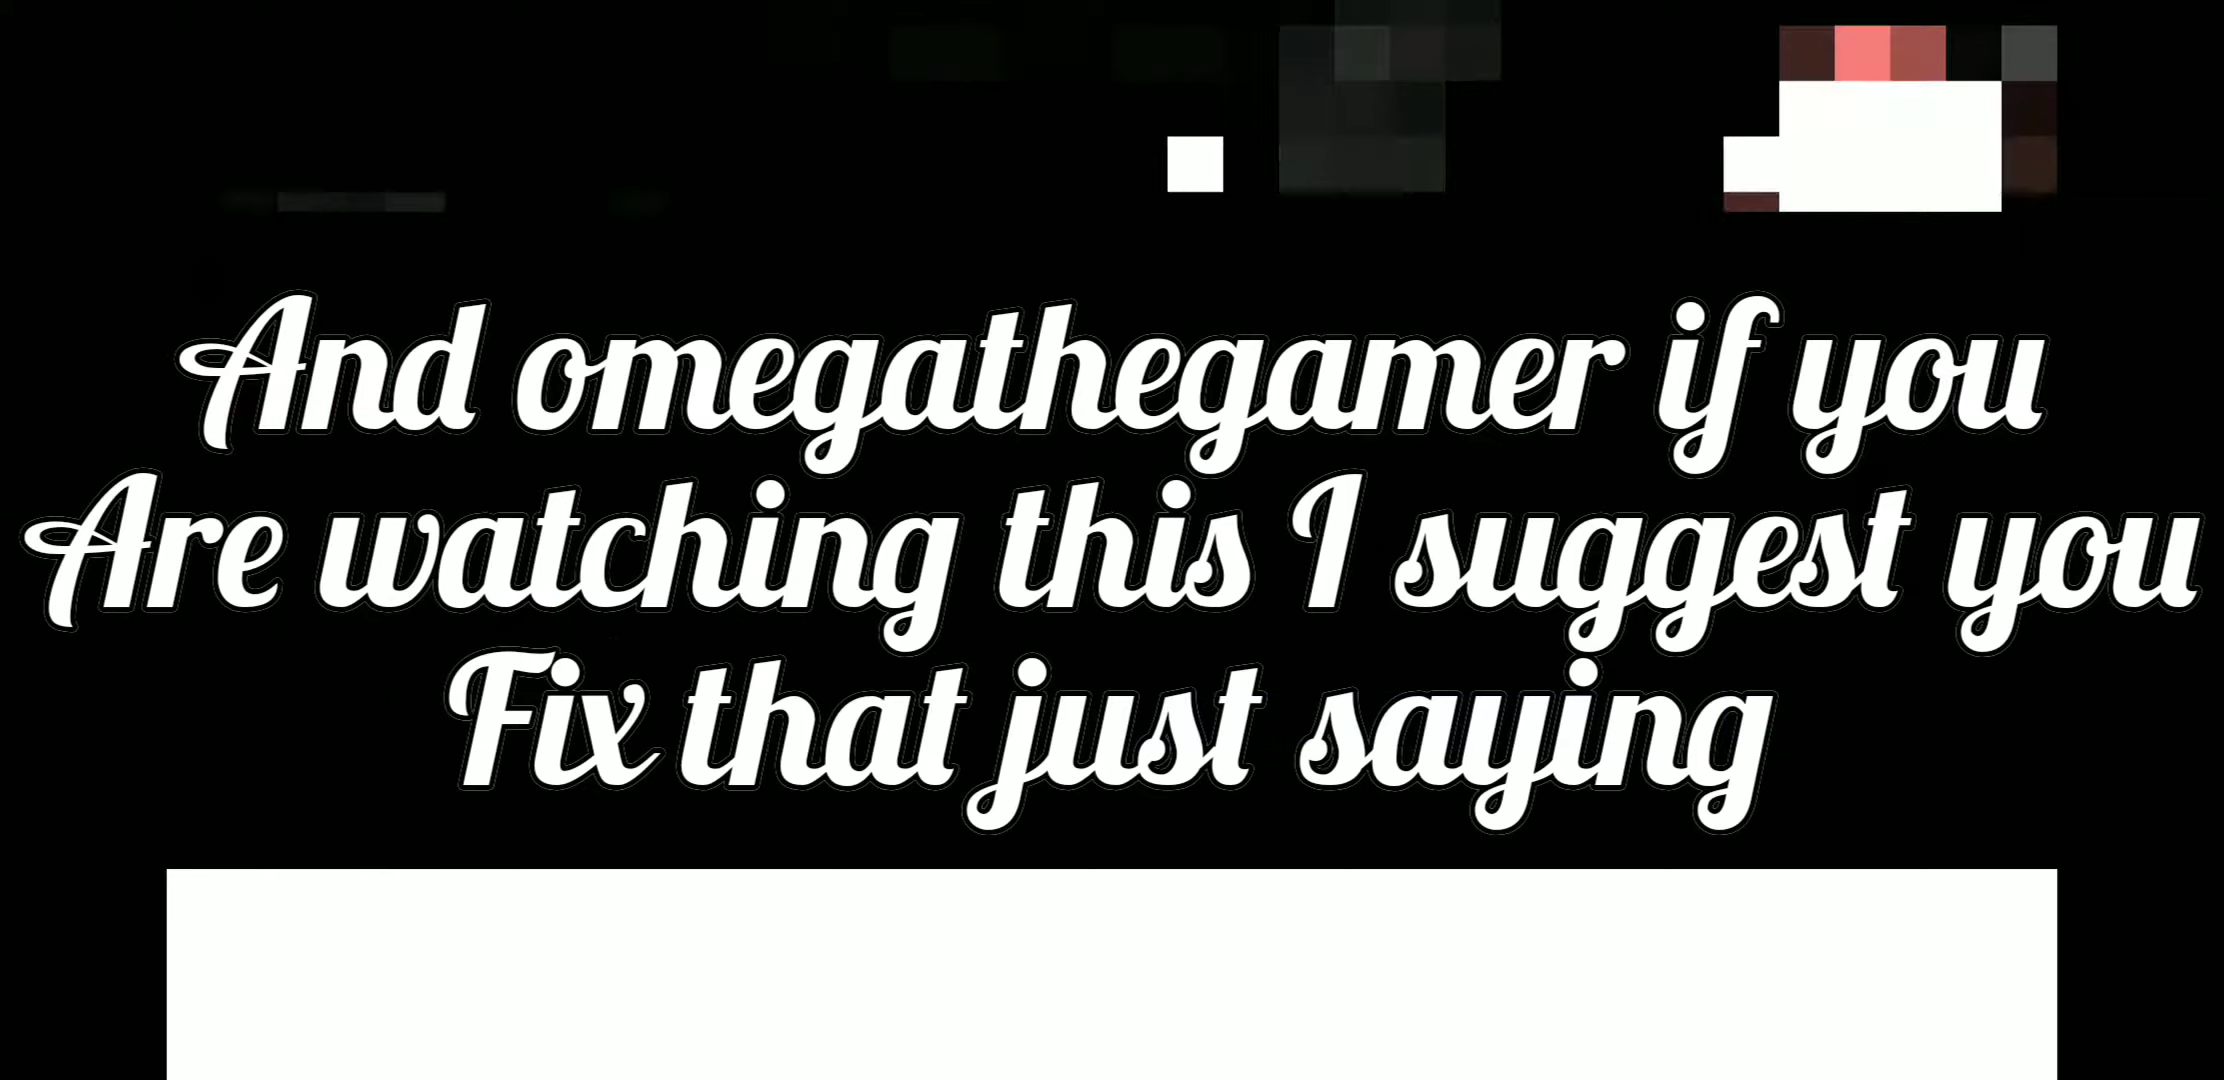 And omegathegamer if you
Are watching this I suggest you
Fix that just saying